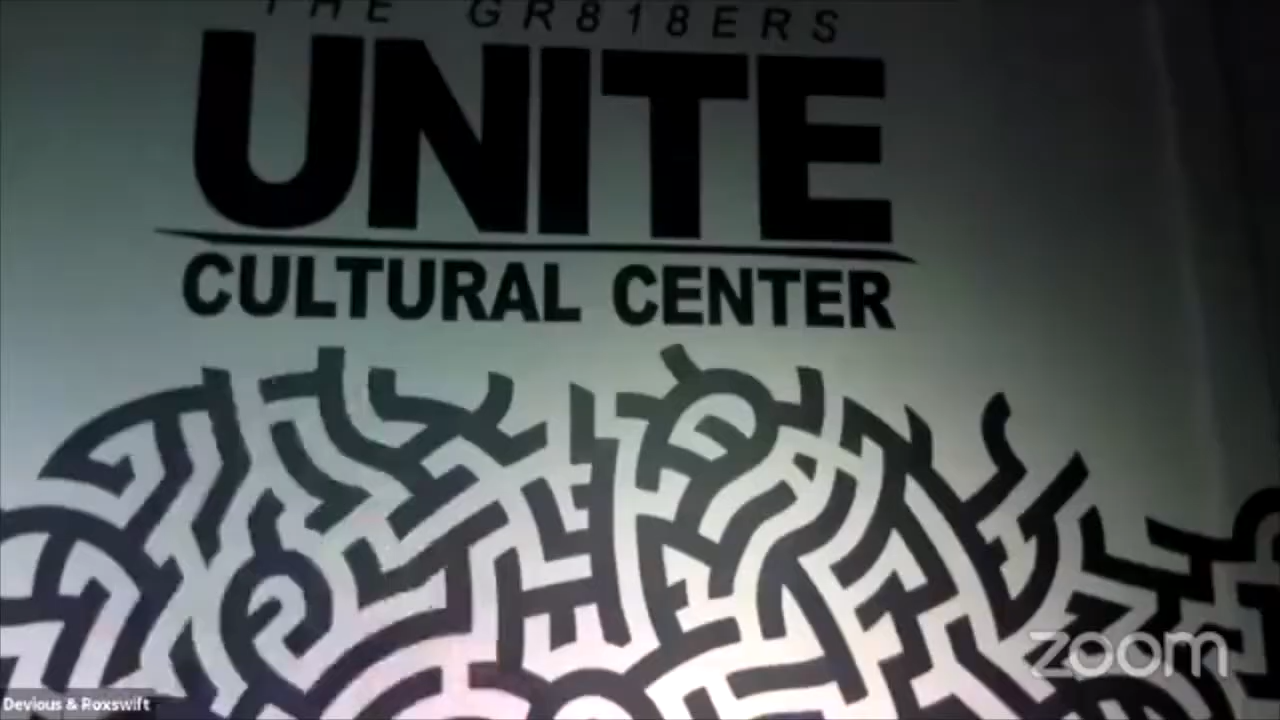 THE GR818ERS
UNITE
CULTURAL CENTER
zoom
Devious & Roxswift